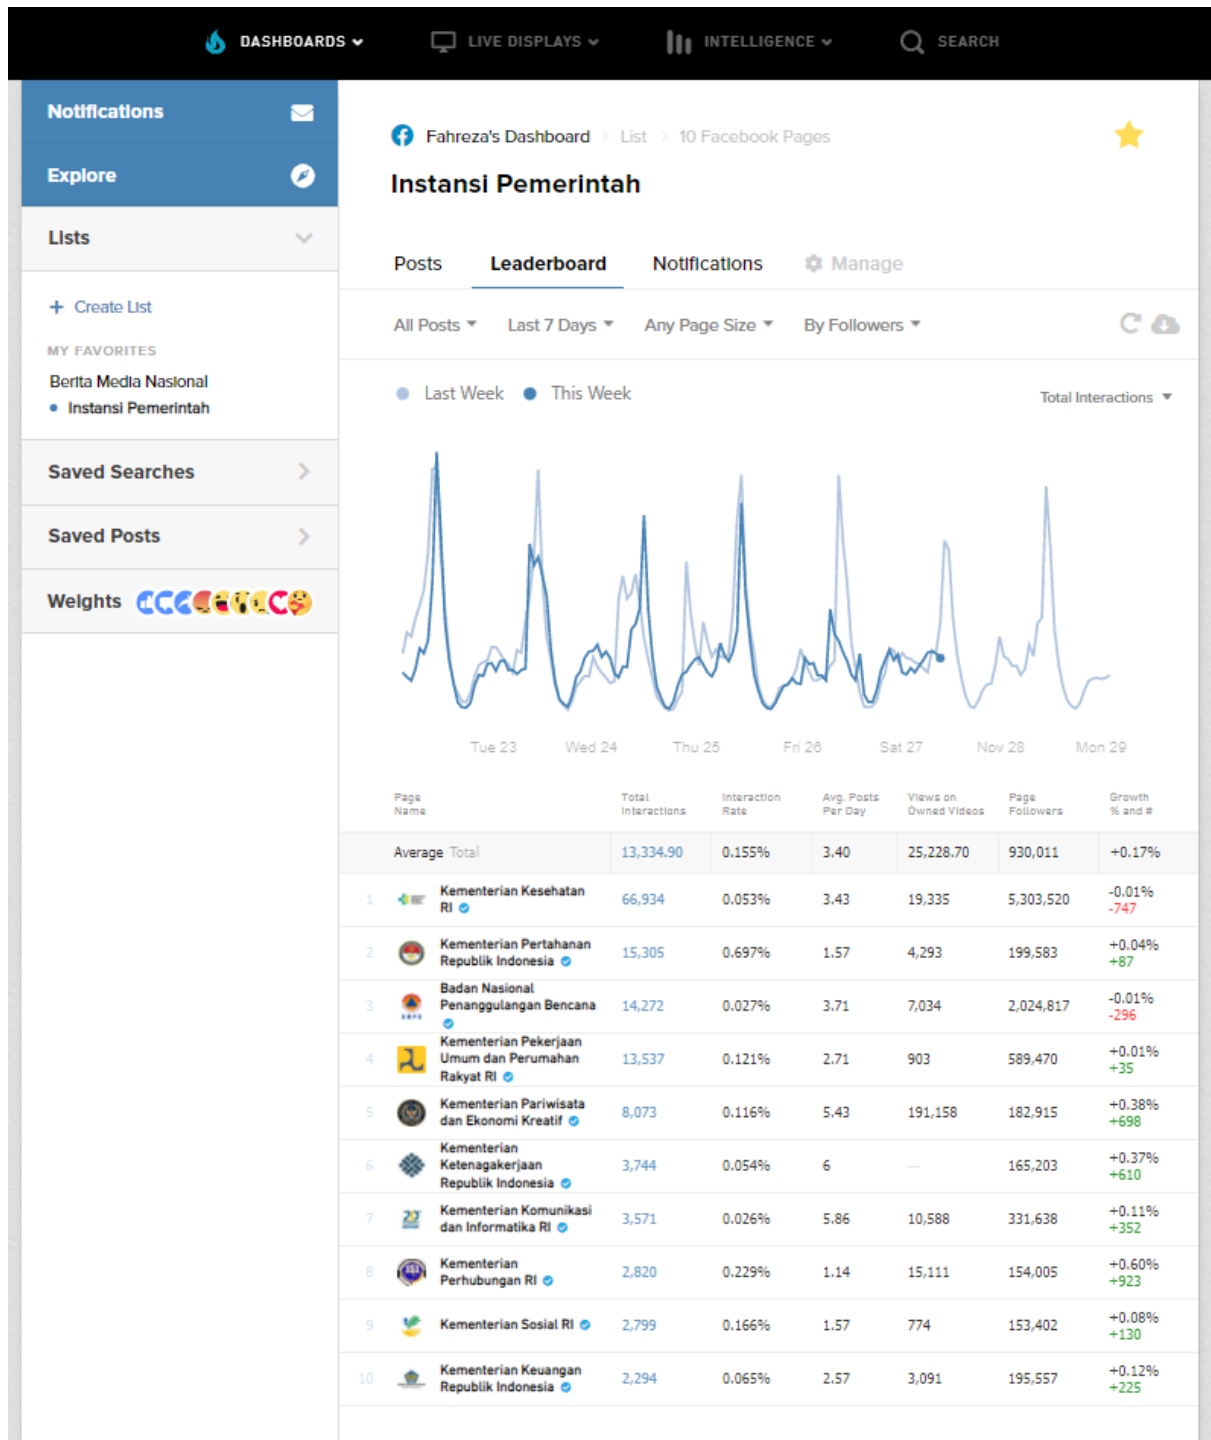 DASHBOARDS
LIVE DISPLAYS
INTELLIGENCE
SEARCH
Notifications
Explore
Lists
+ Create List
MY FAVORITES
Berita Media Nasional
Instansi Pemerintah
Saved Searches
Saved Posts
Weights
Fahreza's Dashboard List 10 Facebook Pages
Instansi Pemerintah
Posts Leaderboard Notifications Manage
All Posts Last 7 Days Any Page Size By Followers
Last Week This Week
Total Interactions
Tue 23 Wed 24 Thu 25 Fri 26 Sat 27 Nov 28 Mon 29
Page Total Interaction Avg. Posts Views on Page Growth
Name Interactions Rate Per Day Owned Videos Followers % and #
Average Total 13,334.90 0.155% 3.40 25,228.70 930,011 +0.17%
1 Kementerian Kesehatan 66,934 0.053% 3.43 19,335 5,303,520 -0.01%
RI -747
2 Kementerian Pertahanan 15,305 0.697% 1.57 4,293 199,583 +0.04%
Republik Indonesia +87
Badan Nasional
3 Penanggulangan Bencana 14,272 0.027% 3.71 7,034 2,024,817 -0.01%
BNPB -296
Kementerian Pekerjaan
4 Umum dan Perumahan 13,537 0.121% 2.71 903 589,470 +0.01%
Rakyat RI +35
5 Kementerian Pariwisata 8,073 0.116% 5.43 191,158 182,915 +0.38%
dan Ekonomi Kreatif +698
Kementerian
6 Ketenagakerjaan 3,744 0.054% 6 — 165,203 +0.37%
Republik Indonesia +610
7 Kementerian Komunikasi 3,571 0.026% 5.86 10,588 331,638 +0.11%
dan Informatika RI +352
8 Kementerian 2,820 0.229% 1.14 15,111 154,005 +0.60%
151 Perhubungan RI +923
9 Kementerian Sosial RI 2,799 0.166% 1.57 774 153,402 +0.08%
+130
10 Kementerian Keuangan 2,294 0.065% 2.57 3,091 195,557 +0.12%
Republik Indonesia +225